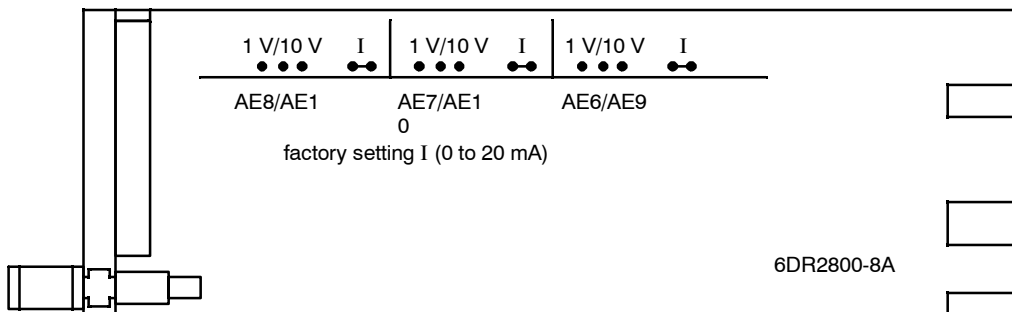 1 V/10 V I 1 V/10 V I 1 V/10 V I
AE8/AE1 AE7/AE1 AE6/AE9
0
factory setting I (0 to 20 mA)
6DR2800-8A